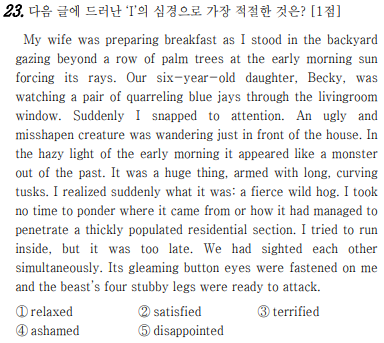 23. 다음 글에 드러난 'I'의 심경으로 가장 적절한 것은? [1점]
My wife was preparing breakfast as I stood in the backyard
gazing beyond a row of palm trees at the early morning sun
forcing its rays. Our six-year-old daughter, Becky, was
watching a pair of quarreling blue jays through the livingroom
window. Suddenly I snapped to attention. An ugly and
misshapen creature was wandering just in front of the house. In
the hazy light of the early morning it appeared like a monster
out of the past. It was a huge thing, armed with long, curving
tusks. I realized suddenly what it was: a fierce wild hog. I took
no time to ponder where it came from or how it had managed to
penetrate a thickly populated residential section. I tried to run
inside, but it was too late. We had sighted each other
simultaneously. Its gleaming button eyes were fastened on me
and the beast's four stubby legs were ready to attack.
① relaxed ② satisfied ③ terrified
④ ashamed ⑤ disappointed